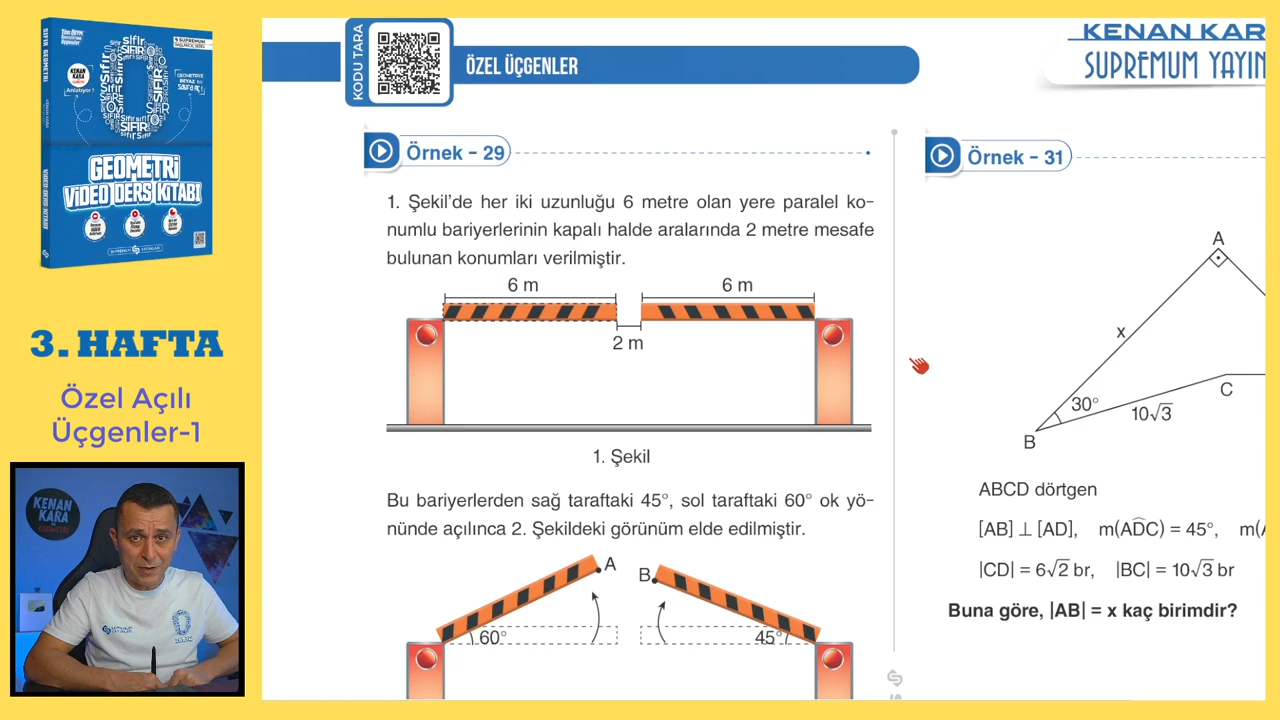 KENAN KARA
Anlatıyor !
GEOMETRİ
VİDEO DERS KİTABI
SUPREMUM YAYINLARI
3. HAFTA
Özel Açılı
Üçgenler-1
KENAN
KARA
KODU TARA
ÖZEL ÜÇGENLER
KENAN KAR
SUPREMUM YAYIN
Örnek – 29
1. Şekil’de her iki uzunluğu 6 metre olan yere paralel ko-
numlu bariyerlerinin kapalı halde aralarında 2 metre mesafe
bulunan konumları verilmiştir.
6 m
6 m
2 m
1. Şekil
Bu bariyerlerden sağ taraftaki 45°, sol taraftaki 60° ok yö-
nünde açılınca 2. Şekildeki görünüm elde edilmiştir.
A
B
60°
45°
Örnek – 31
A
x
30°
10√3
C
B
ABCD dörtgen
[AB] ⊥ [AD], m(ADC) = 45°, m(A
|CD| = 6√2 br, |BC| = 10√3 br
Buna göre, |AB| = x kaç birimdir?